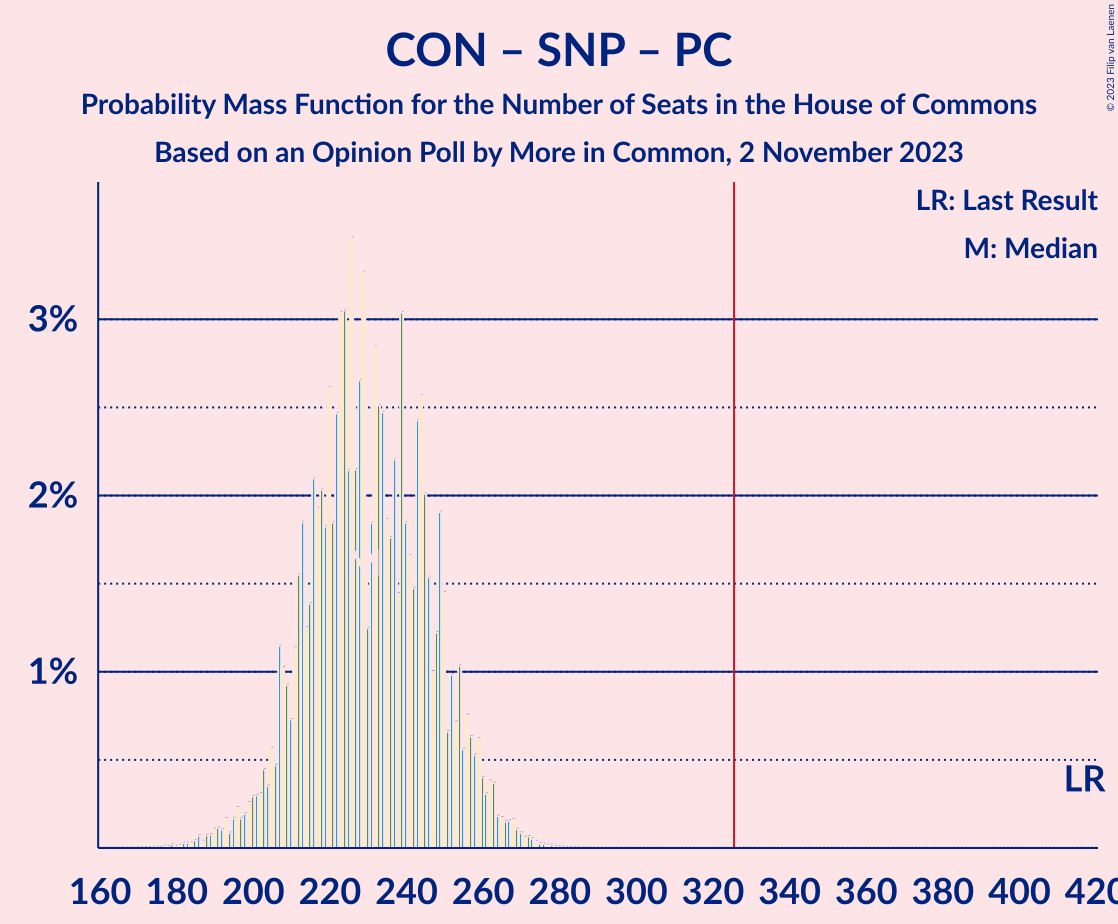 CON – SNP – PC
Probability Mass Function for the Number of Seats in the House of Commons
Based on an Opinion Poll by More in Common, 2 November 2023
© 2023 Filip van Laenen
LR: Last Result
M: Median
3%
2%
1%
LR
160 180 200 220 240 260 280 300 320 340 360 380 400 420